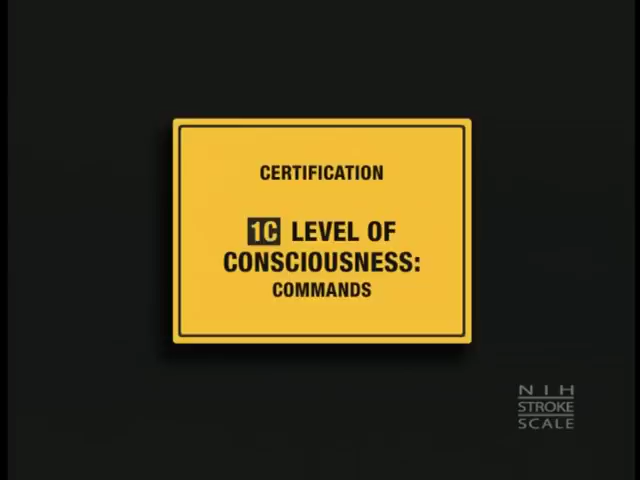 CERTIFICATION
1C LEVEL OF
CONSCIOUSNESS:
COMMANDS
NIH
STROKE
SCALE